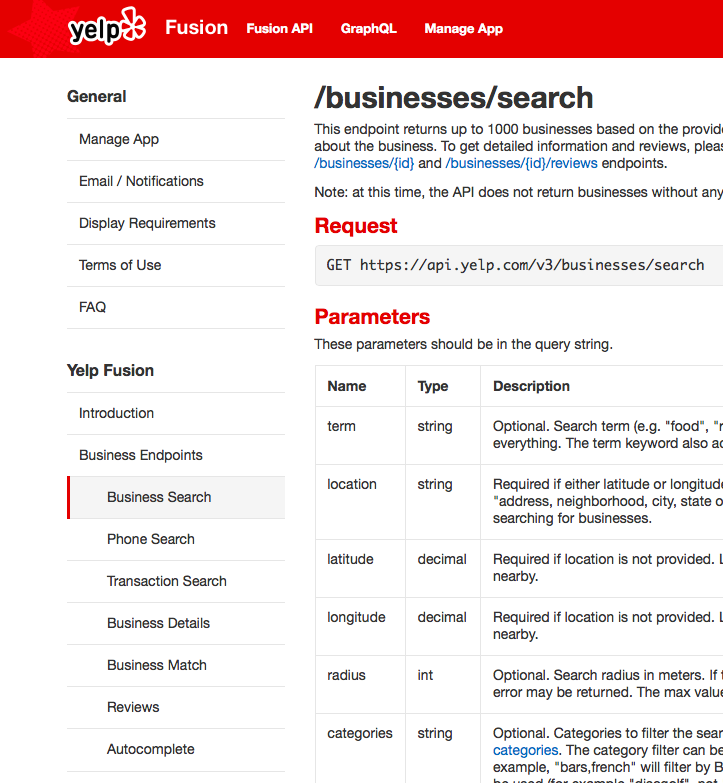 yelp Fusion Fusion API GraphQL Manage App
General
Manage App
Email / Notifications
Display Requirements
Terms of Use
FAQ
Yelp Fusion
Introduction
Business Endpoints
Business Search
Phone Search
Transaction Search
Business Details
Business Match
Reviews
Autocomplete
/businesses/search
This endpoint returns up to 1000 businesses based on the
about the business. To get detailed information and reviews,
/businesses/{id} and /businesses/{id}/reviews endpoints.
Note: at this time, the API does not return businesses without any
Request
GET https://api.yelp.com/v3/businesses/search
Parameters
These parameters should be in the query string.
Name Type Description
term string Optional. Search term (e.g. "food",
everything. The term keyword also
location string Required if either latitude or
"address, neighborhood, city, state
searching for businesses.
latitude decimal Required if location is not provided.
nearby.
longitude decimal Required if location is not provided.
nearby.
radius int Optional. Search radius in meters. If
error may be returned. The max
categories string Optional. Categories to filter the
categories. The category filter can be
example, "bars,french" will filter by